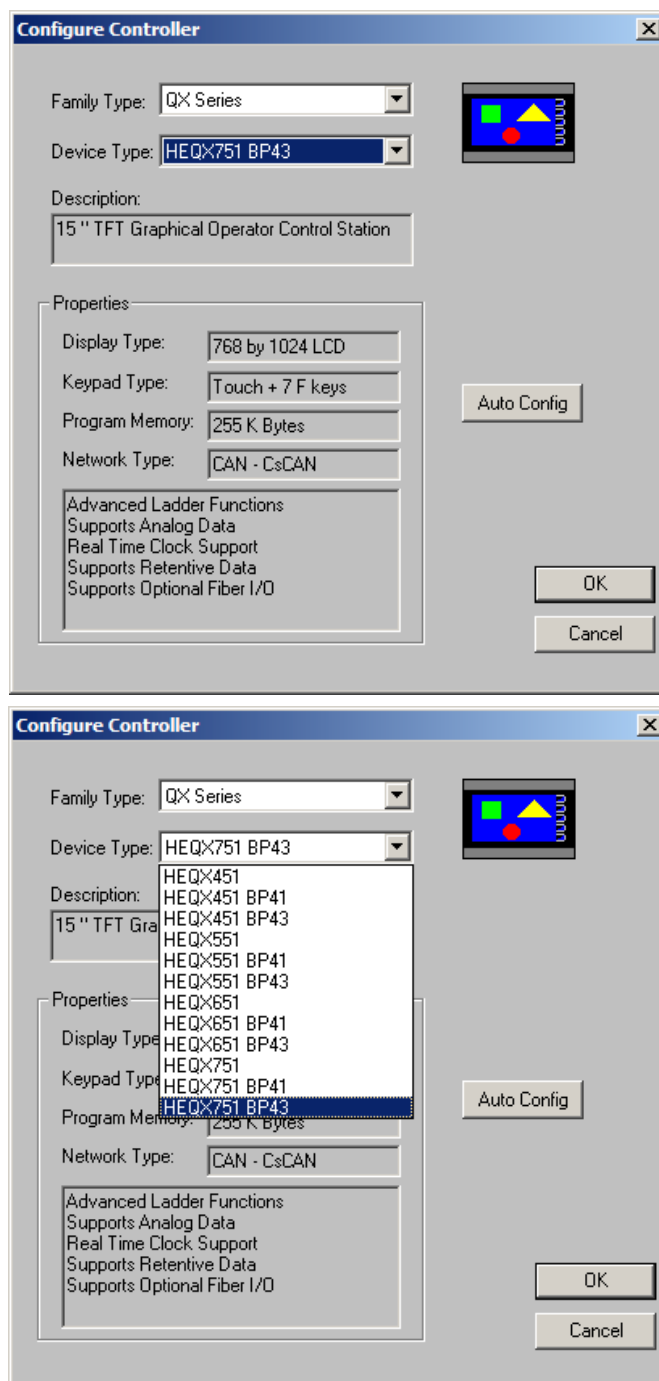 Configure Controller
Family Type: QX Series
Device Type: HEQX751 BP43
Description:
15 " TFT Graphical Operator Control Station
Properties
Display Type: 768 by 1024 LCD
Keypad Type: Touch + 7 F keys
Auto Config
Program Memory: 255 K Bytes
Network Type: CAN - CsCAN
Advanced Ladder Functions
Supports Analog Data
Real Time Clock Support
Supports Retentive Data
Supports Optional Fiber I/O
OK
Cancel
Configure Controller
Family Type: QX Series
Device Type: HEQX751 BP43
HEQX451
Description:
HEQX451 BP41
15 " TFT Gra
HEQX451 BP43
HEQX551
HEQX551 BP41
HEQX551 BP43
Properties
HEQX651
HEQX651 BP41
Display Type
HEQX651 BP43
HEQX751
Keypad Type
HEQX751 BP41
Auto Config
HEQX751 BP43
Program Memory: 255 K Bytes
Network Type: CAN - CsCAN
Advanced Ladder Functions
Supports Analog Data
Real Time Clock Support
Supports Retentive Data
Supports Optional Fiber I/O
OK
Cancel